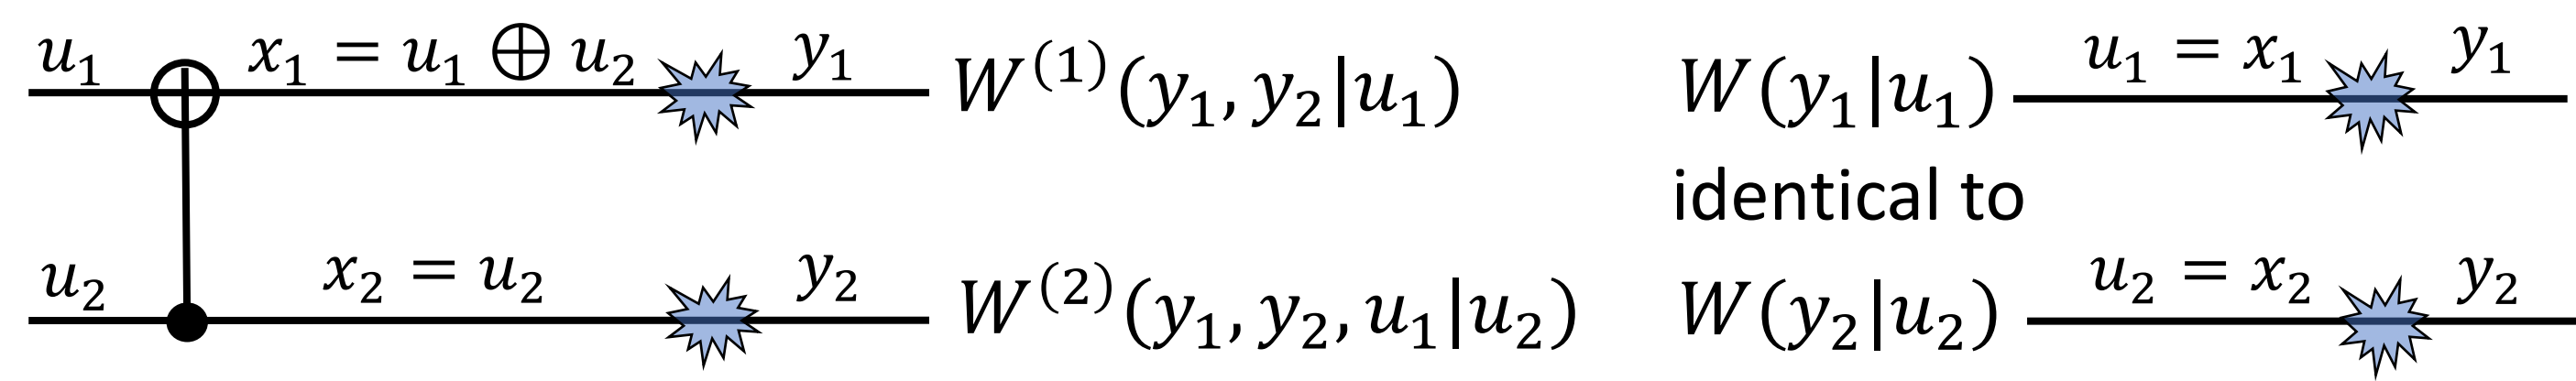 u₁ x₁ = u₁ ⊕ u₂ y₁ W⁽¹⁾(y₁, y₂|u₁) W(y₁|u₁) u₁ = x₁ y₁
identical to
u₂ x₂ = u₂ y₂ W⁽²⁾(y₁, y₂, u₁|u₂) W(y₂|u₂) u₂ = x₂ y₂